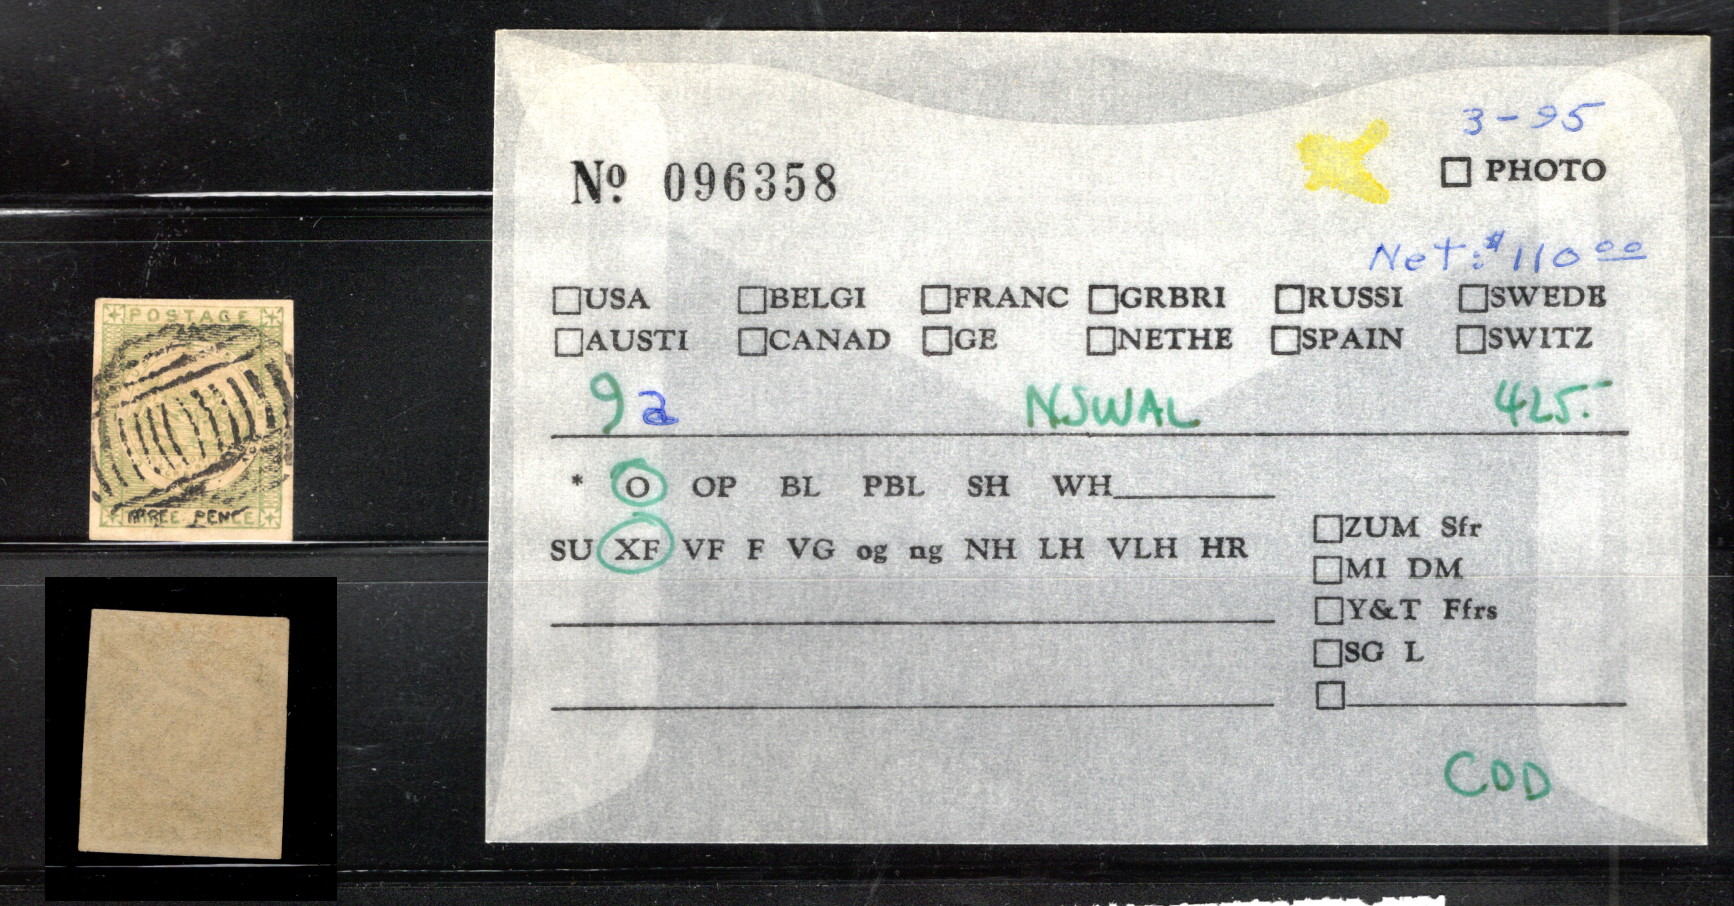 3-95
Nº 096358
☐ PHOTO
Net: $110 00
☐USA ☐BELGI ☐FRANC ☐GRBRI ☐RUSSI ☐SWEDE
☐AUSTI ☐CANAD ☐GE ☐NETHE ☐SPAIN ☐SWITZ
9a NSWAL 425.-
* O OP BL PBL SH WH
SU XF VF F VG og ng NH LH VLH HR
☐ZUM Sfr
☐MI DM
☐Y&T Ffrs
☐SG L
☐
CDD
POSTAGE
THREE PENCE